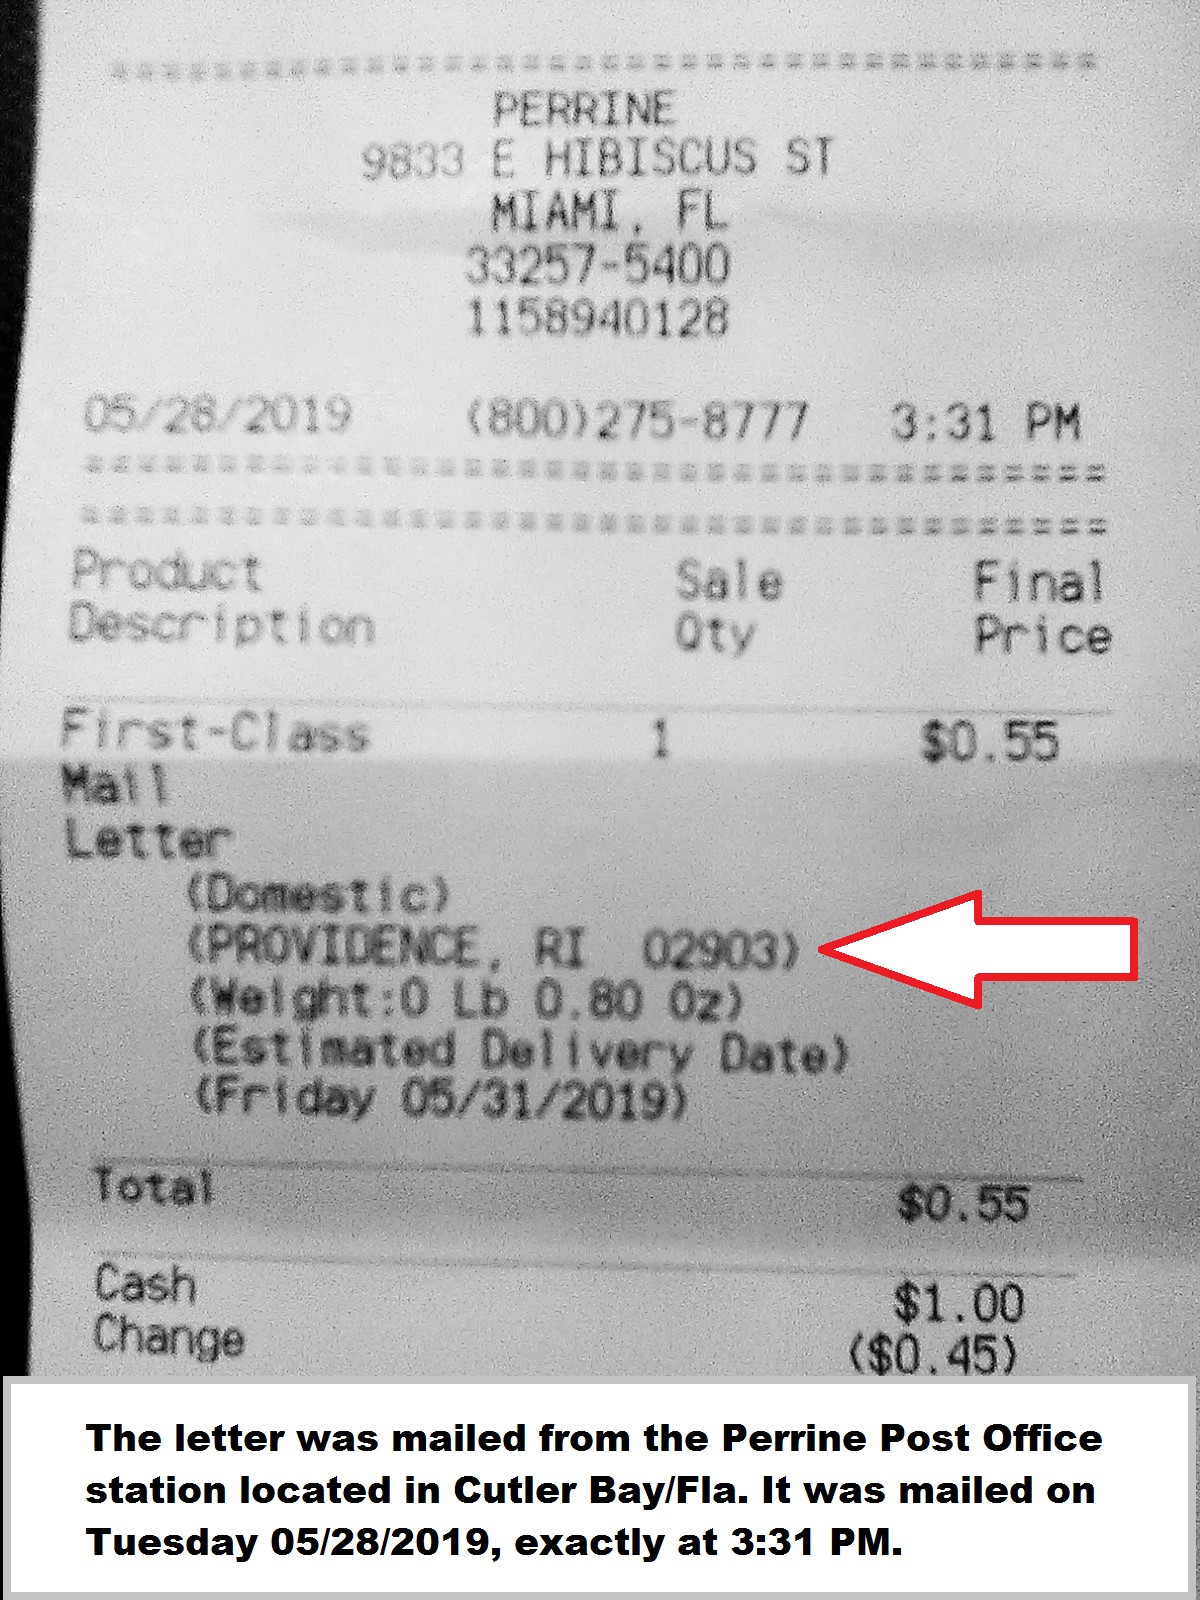 PERRINE
9833 E HIBISCUS ST
MIAMI, FL
33257-5400
1158940128
05/28/2019 (800)275-8777 3:31 PM
Product Sale Final
Description Qty Price
First-Class 1 $0.55
Mail
Letter
(Domestic)
(PROVIDENCE, RI 02903)
(Weight:0 Lb 0.80 Oz)
(Estimated Delivery Date)
(Friday 05/31/2019)
Total $0.55
Cash $1.00
Change ($0.45)
The letter was mailed from the Perrine Post Office
station located in Cutler Bay/Fla. It was mailed on
Tuesday 05/28/2019, exactly at 3:31 PM.